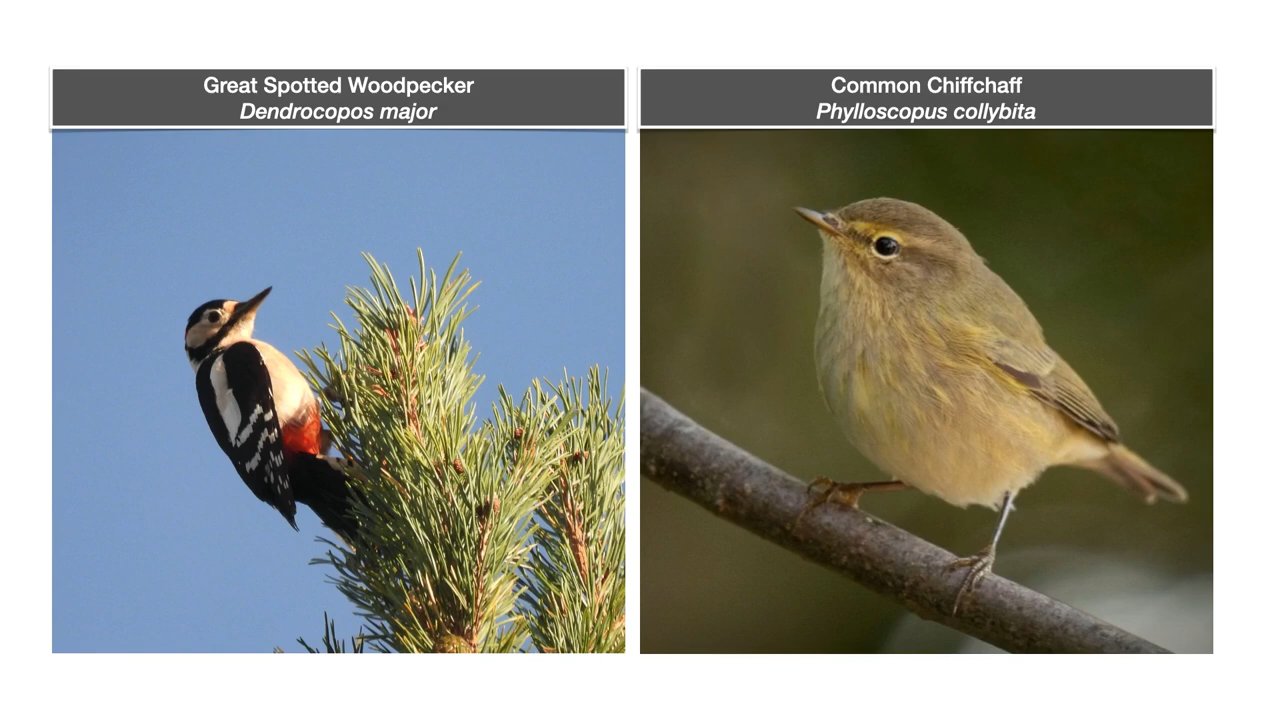 Great Spotted Woodpecker
Dendrocopos major
Common Chiffchaff
Phylloscopus collybita